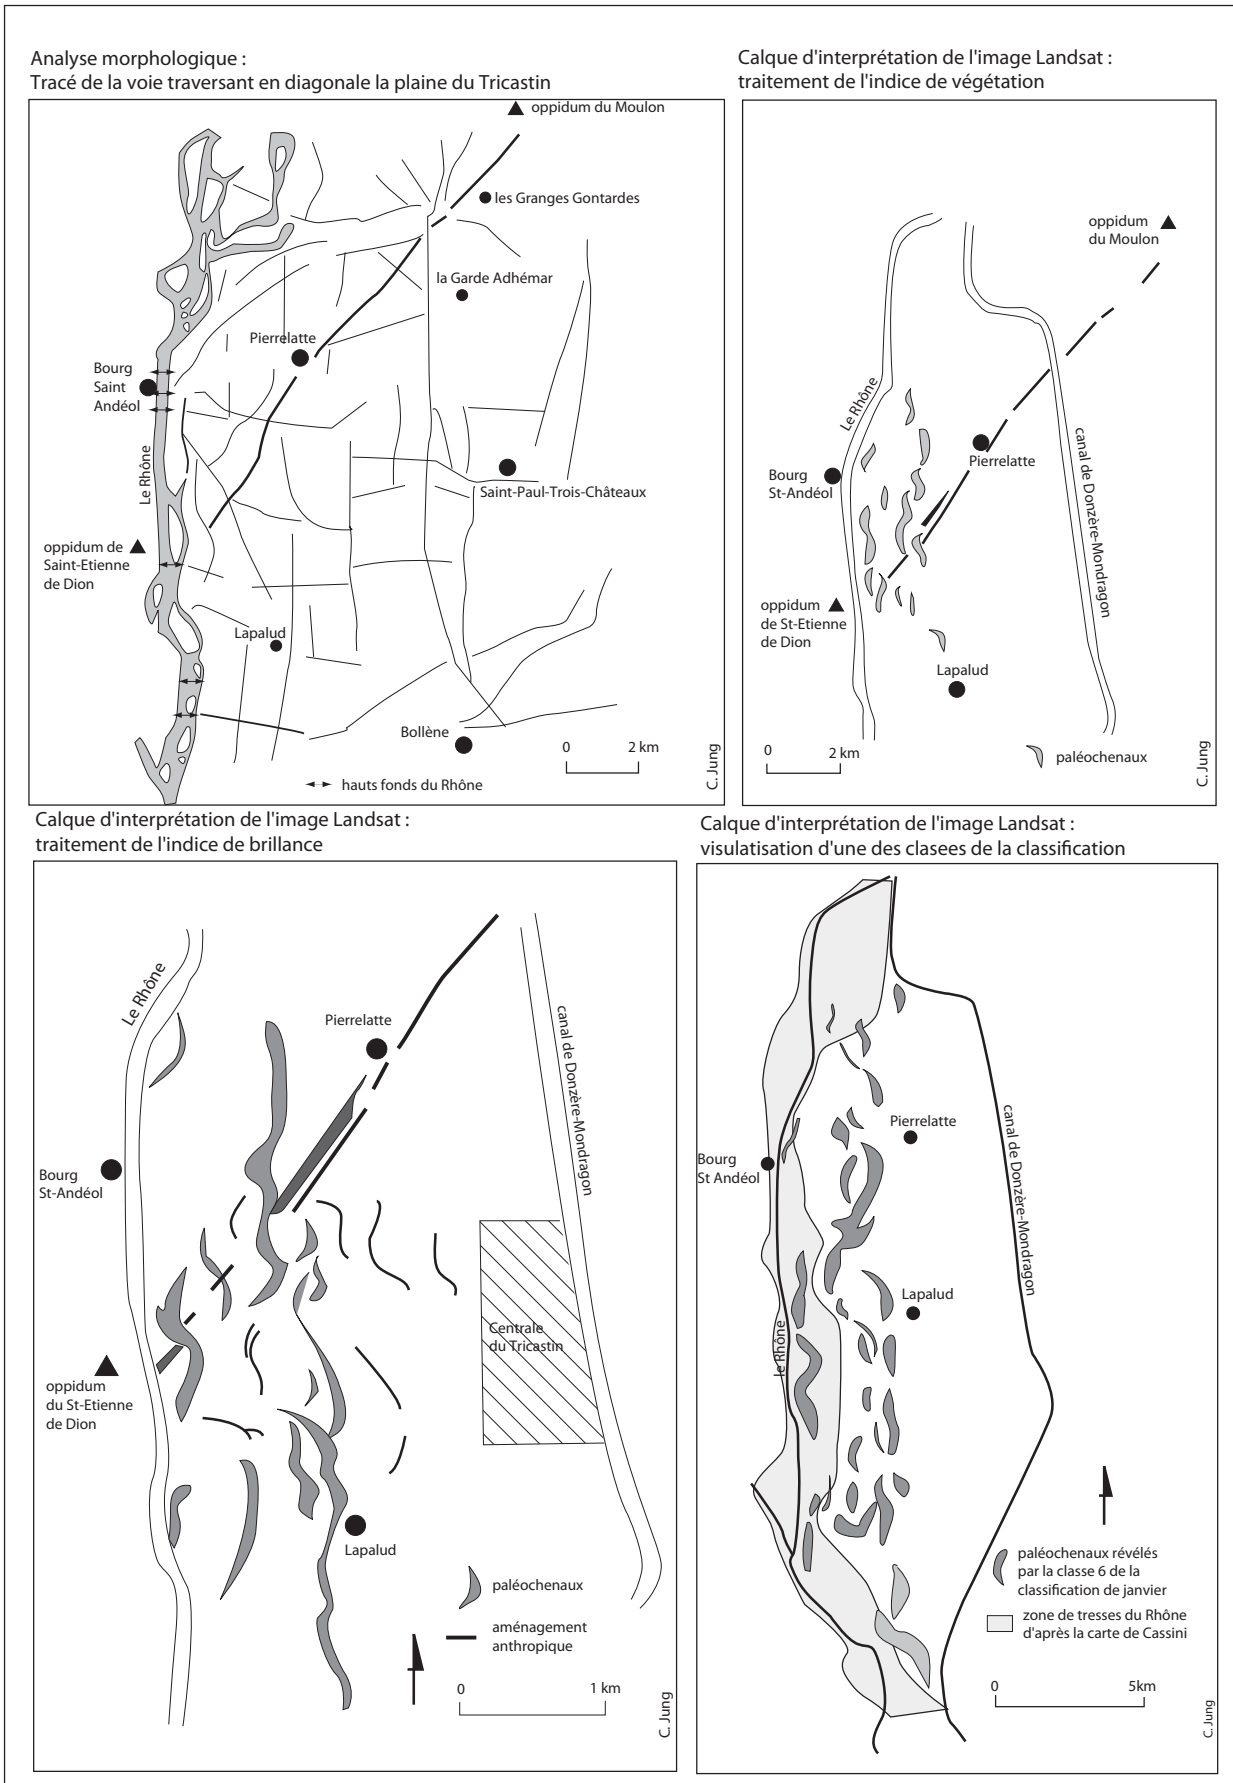 Analyse morphologique :
Tracé de la voie traversant en diagonale la plaine du Tricastin
oppidum du Moulon
les Granges Gontardes
la Garde Adhémar
Pierrelatte
Bourg
Saint
Andéol
Le Rhône
Saint-Paul-Trois-Châteaux
oppidum de
Saint-Etienne
de Dion
Lapalud
Bollène
0 2 km
hauts fonds du Rhône
C. Jung
Calque d'interprétation de l'image Landsat :
traitement de l'indice de végétation
oppidum
du Moulon
Le Rhône
Pierrelatte
Bourg
St-Andéol
canal de Donzère-Mondragon
oppidum
de St-Etienne
de Dion
Lapalud
0 2 km
paléochenaux
C. Jung
Calque d'interprétation de l'image Landsat :
traitement de l'indice de brillance
Le Rhône
Pierrelatte
canal de Donzère-Mondragon
Bourg
St-Andéol
Centrale
du Tricastin
oppidum
du St-Etienne
de Dion
Lapalud
paléochenaux
aménagement
anthropique
0 1 km
C. Jung
Calque d'interprétation de l'image Landsat :
visulatisation d'une des clasees de la classification
Pierrelatte
canal de Donzère-Mondragon
Bourg
St Andéol
Lapalud
le Rhône
paléochenaux révélés
par la classe 6 de la
classification de janvier
zone de tresses du Rhône
d'après la carte de Cassini
0 5km
C. Jung